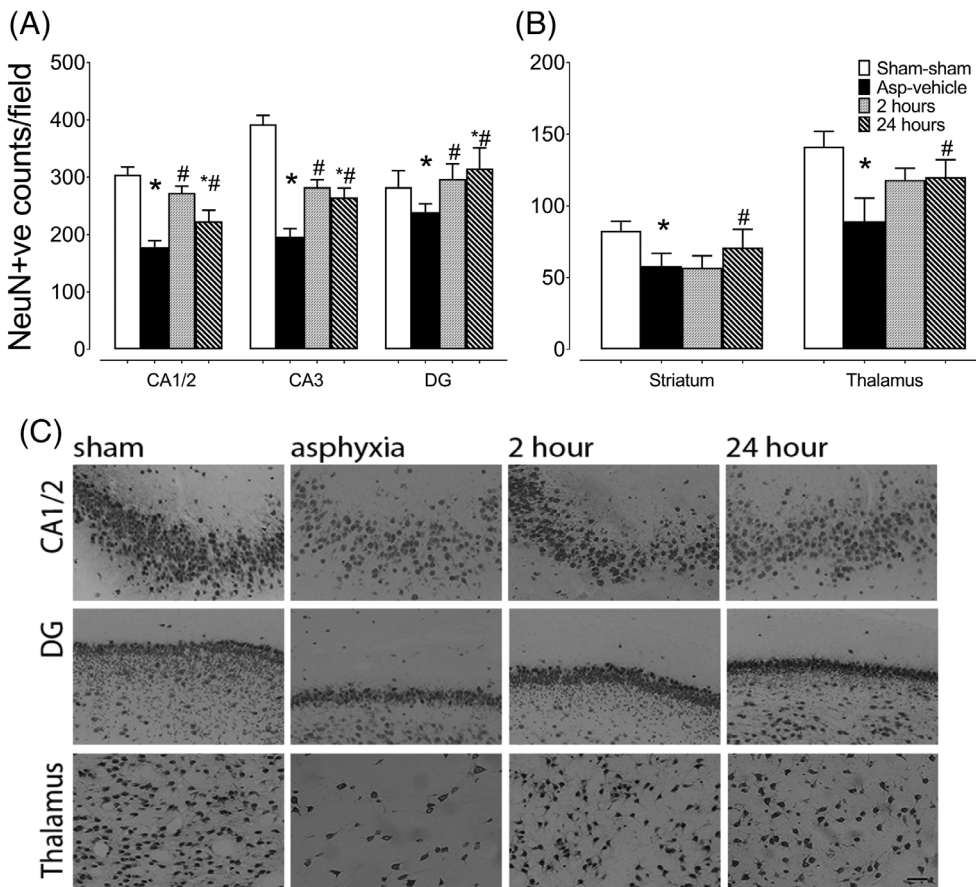 (A)
(B)
NeuN+ve counts/field
500
400
300
200
100
0
* # *#
* # *#
* # *#
CA1/2 CA3 DG
200
150
100
50
0
Sham-sham
Asp-vehicle
2 hours
24 hours
* #
* #
Striatum Thalamus
(C)
sham asphyxia 2 hour 24 hour
CA1/2
DG
Thalamus